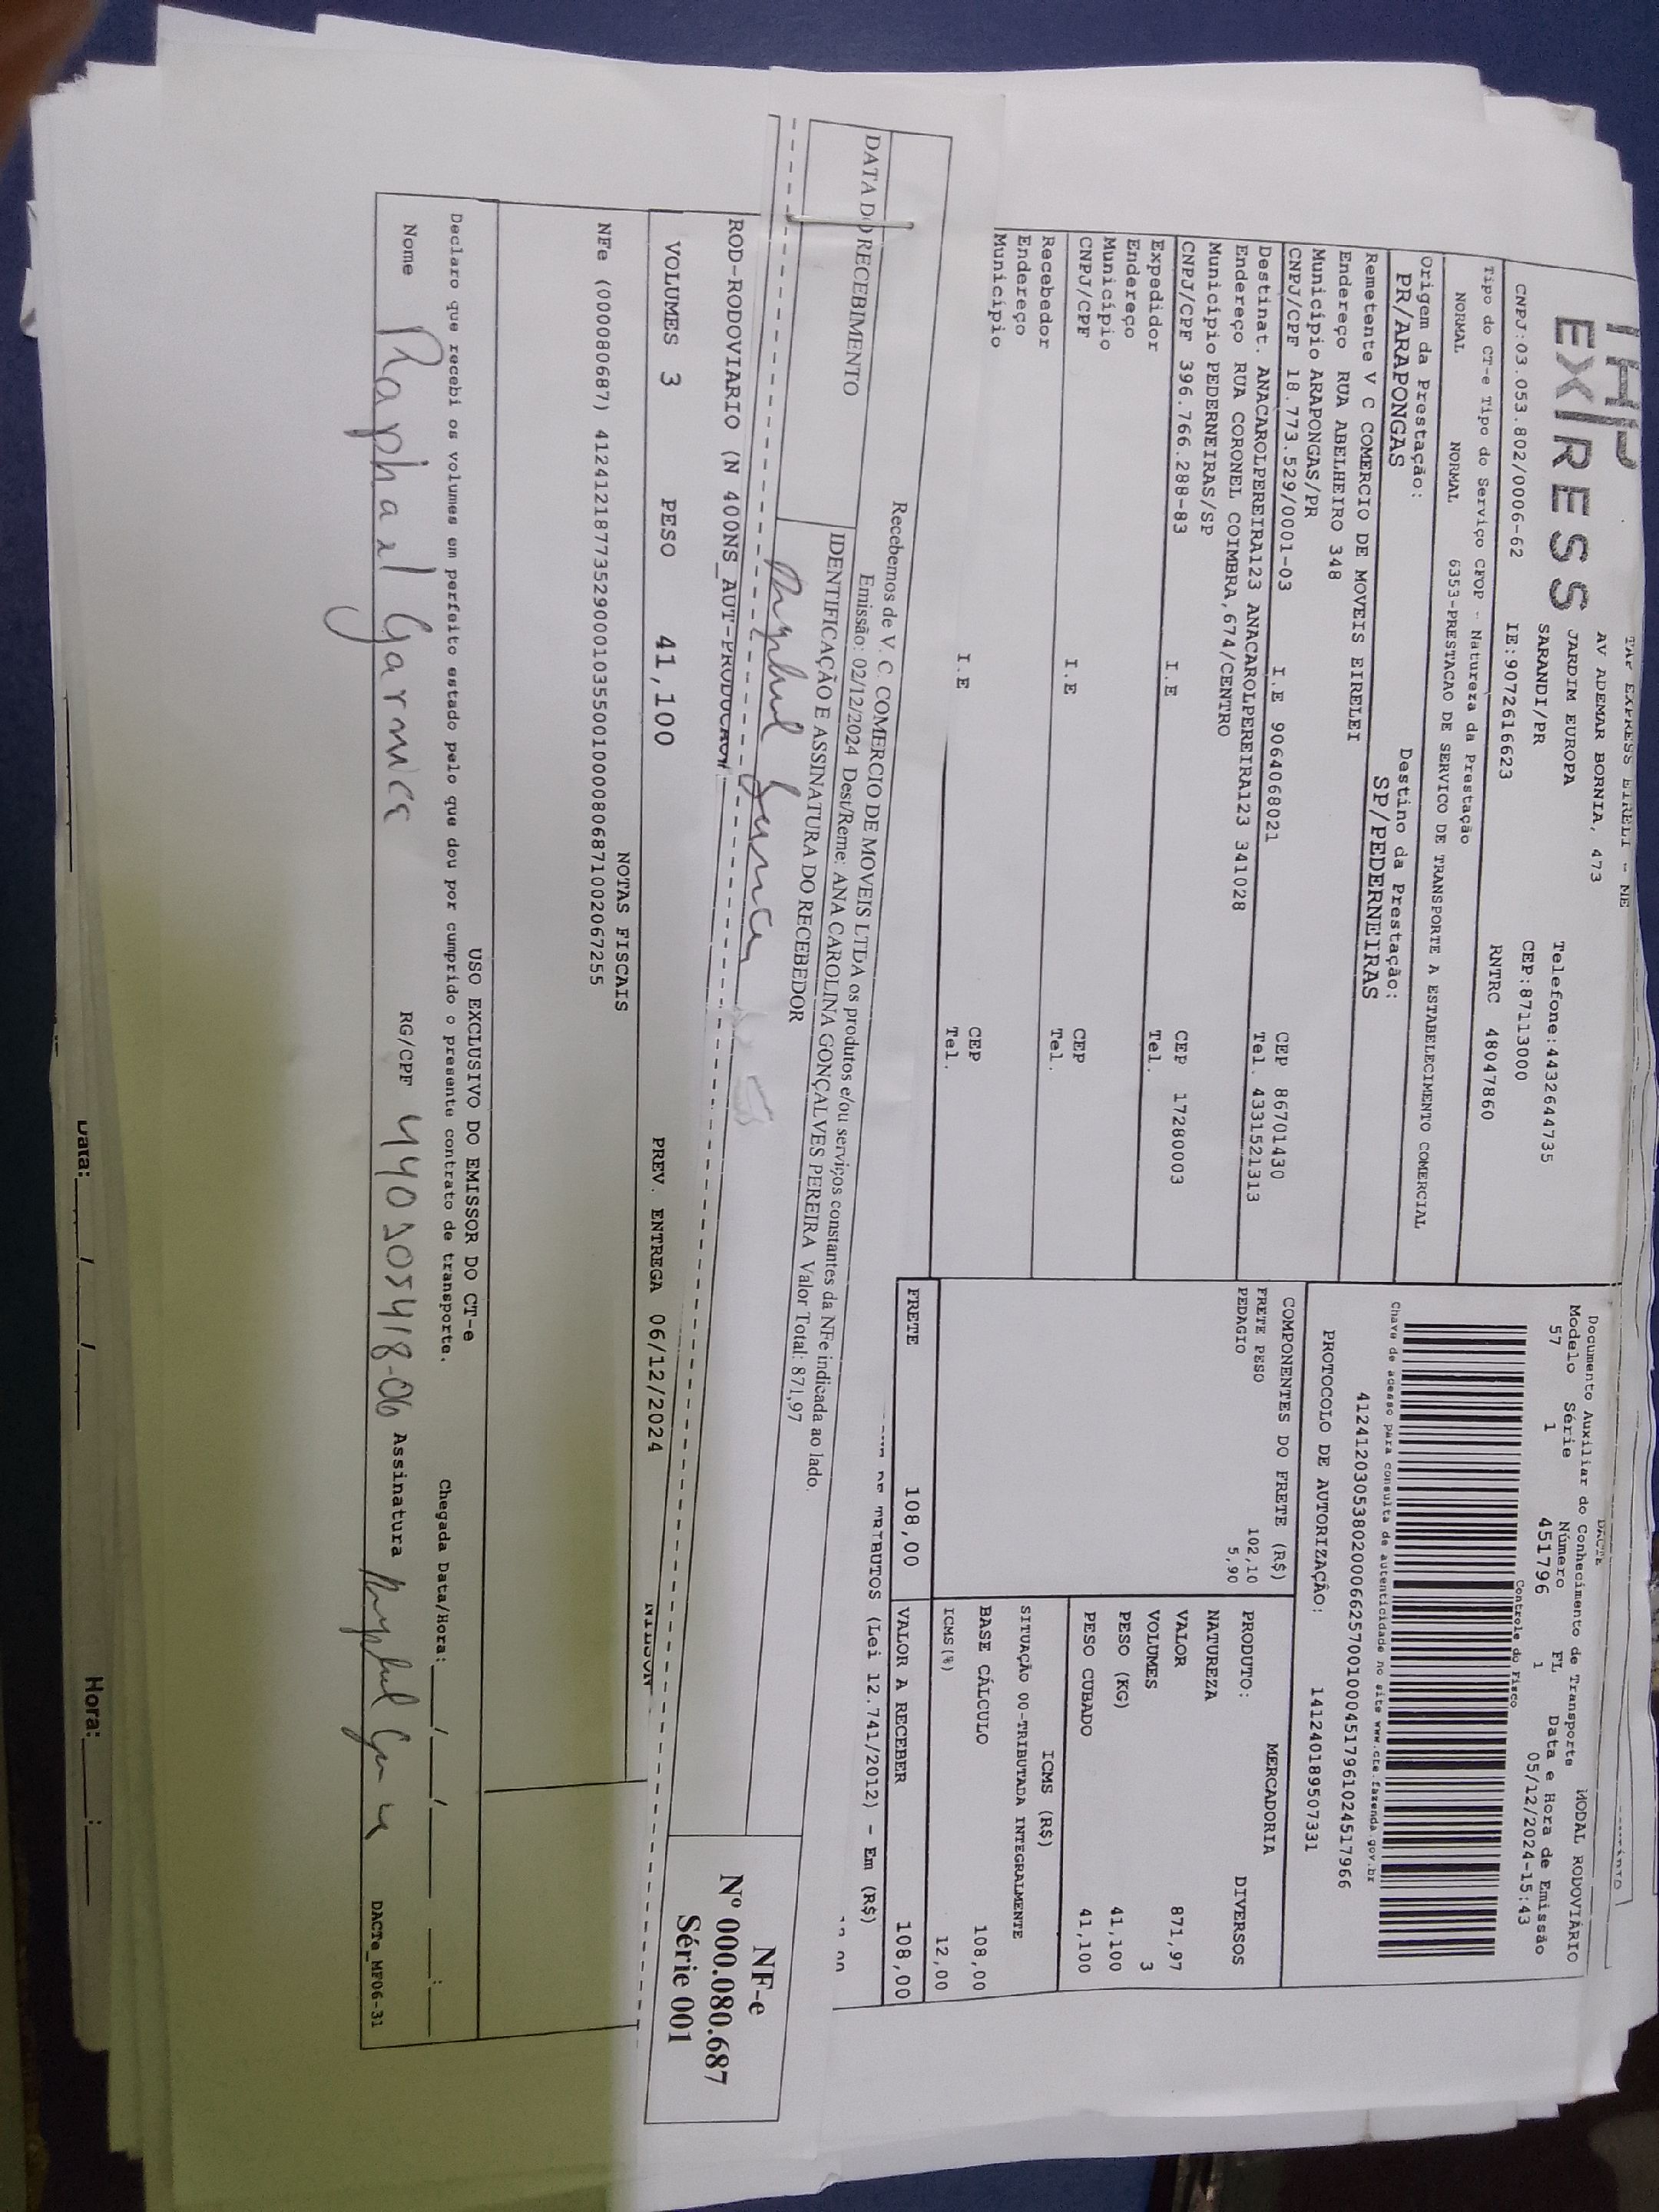 TAP EXPRESS EIRELI - ME
EX RESS
AV ADEMAR BORNIA, 473
JARDIM EUROPA
Telefone:4432644735
SARANDI/PR
CEP:87113000
CNPJ:03.053.802/0006-62 IE:9072616623 RNTRC 48047860
Tipo do CT-e Tipo do Serviço CFOP - Natureza da Prestação
NORMAL NORMAL 6353-PRESTACAO DE SERVICO DE TRANSPORTE A ESTABELECIMENTO COMERCIAL
Origem da Prestação: Destino da Prestação:
PR/ARAPONGAS SP/PEDERNEIRAS
Remetente V C COMERCIO DE MOVEIS EIRELEI
Endereço RUA ABELHEIRO 348
Município ARAPONGAS/PR CEP 86701430
CNPJ/CPF 18.773.529/0001-03 I.E 9064068021 Tel. 4331521313
Destinat. ANACAROLPEREIRA123 ANACAROLPEREIRA123 341028
Endereço RUA CORONEL COIMBRA,674/CENTRO
Município PEDERNEIRAS/SP CEP 17280003
CNPJ/CPF 396.766.288-83 I.E Tel.
Expedidor
Endereço
Município CEP
CNPJ/CPF I.E Tel.
Recebedor
Endereço
Município CEP
I.E Tel.
DACTE
Documento Auxiliar do Conhecimento de Transporte MODAL RODOVIÁRIO
Modelo Série Número FL Data e Hora de Emissão
57 1 451796 1 05/12/2024-15:43
Controle do Fisco
Chave de acesso para consulta de autenticidade no site www.cte.fazenda.gov.br
41241203053802000662570010004517961024517966
PROTOCOLO DE AUTORIZAÇÃO: 141240189507331
COMPONENTES DO FRETE (R$)
FRETE PESO 102,10
PEDAGIO 5,90
FRETE 108,00
MERCADORIA
PRODUTO: DIVERSOS
NATUREZA
VALOR 871,97
VOLUMES 3
PESO (KG) 41,100
PESO CUBADO 41,100
ICMS (R$)
SITUAÇÃO 00-TRIBUTADA INTEGRALMENTE
BASE CÁLCULO 108,00
ICMS(%) 12,00
VALOR A RECEBER 108,00
DE TRIBUTOS (Lei 12.741/2012) - Em (R$)
Recebemos de V. C. COMERCIO DE MOVEIS LTDA os produtos e/ou serviços constantes da NFe indicada ao lado.
Emissão: 02/12/2024 Dest/Reme: ANA CAROLINA GONÇALVES PEREIRA Valor Total: 871,97
DATA DO RECEBIMENTO
IDENTIFICAÇÃO E ASSINATURA DO RECEBEDOR
NF-e
Nº 000.080.687
Série 001
ROD-RODOVIARIO (N 400NS_AUT-PRODUCAO)
VOLUMES 3 PESO 41,100 PREV. ENTREGA 06/12/2024
NOTAS FISCAIS
NFe (000080687) 41241218773529000103550010000806871002067255
USO EXCLUSIVO DO EMISSOR DO CT-e
Declaro que recebi os volumes em perfeito estado pelo que dou por cumprido o presente contrato de transporte. Chegada Data/Hora: __/__/____ __:__
Nome Raphael RG/CPF Assinatura
DACTe_MF06-31
Data: ____/____/____ Hora: ____:____